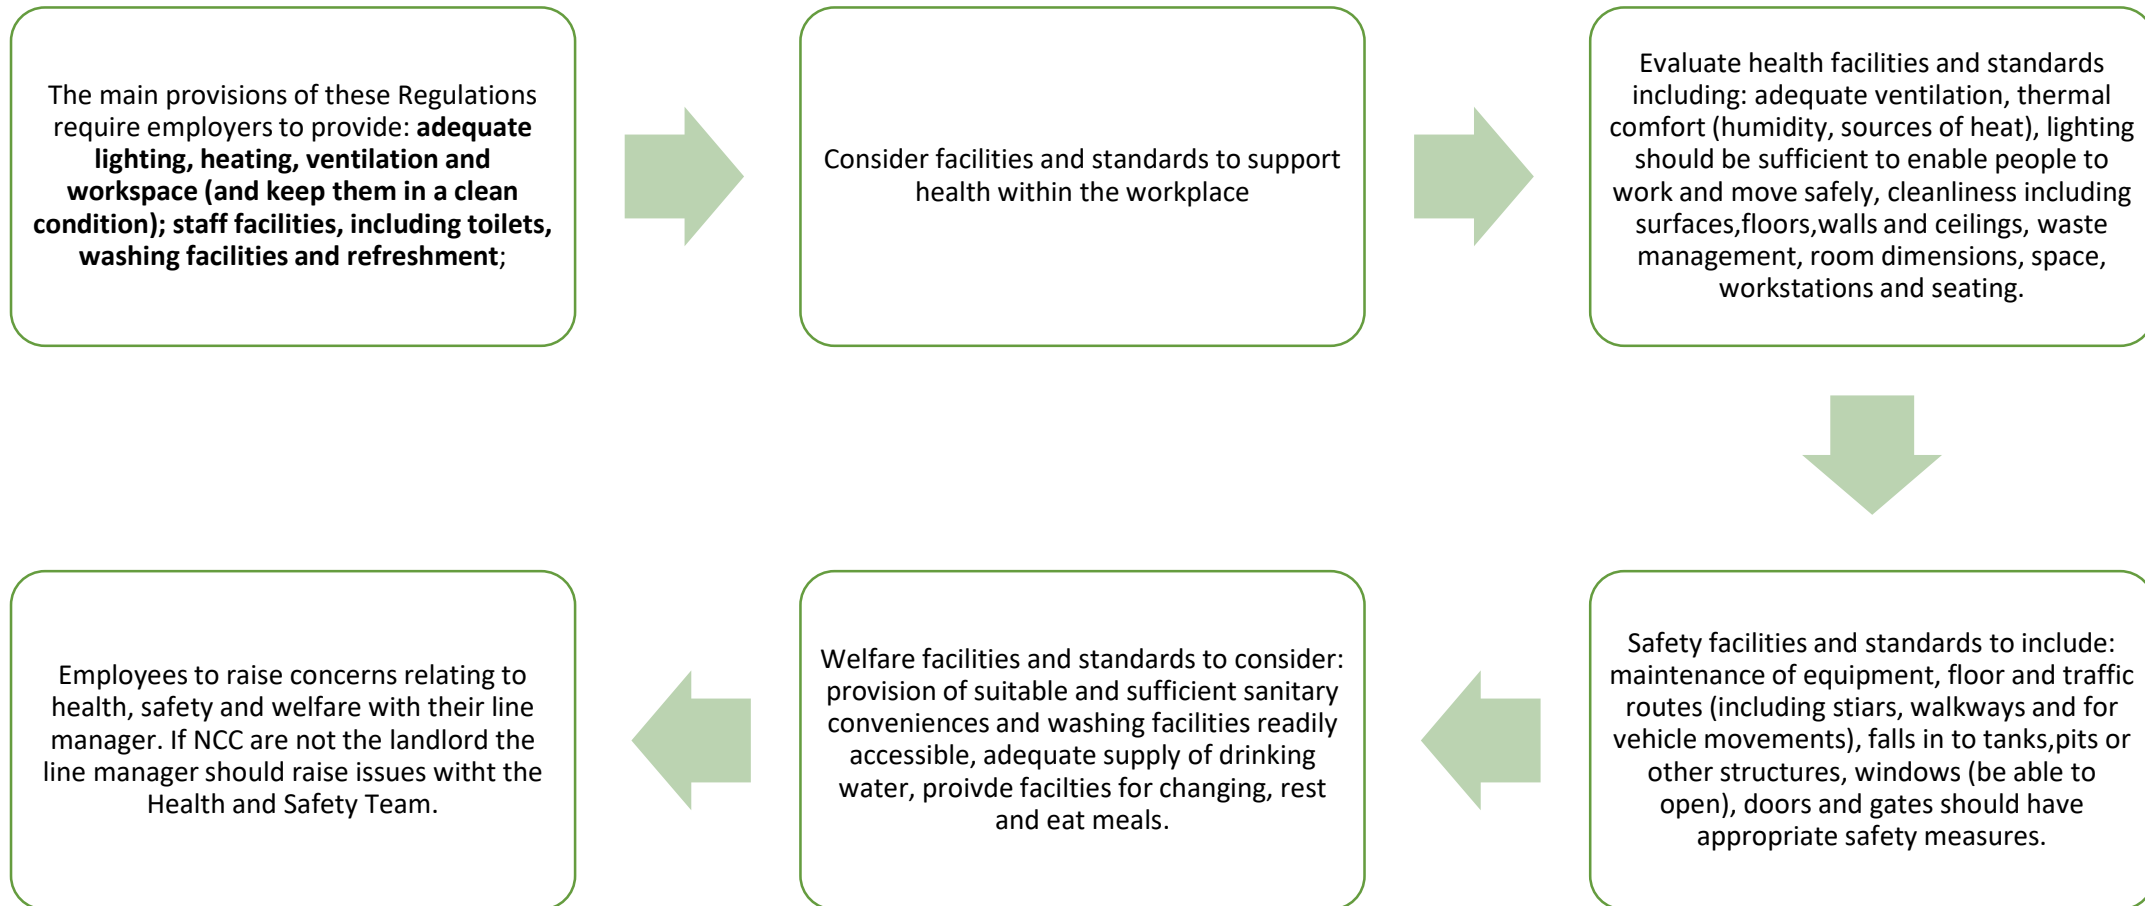 The main provisions of these Regulations
require employers to provide: adequate
lighting, heating, ventilation and
workspace (and keep them in a clean
condition); staff facilities, including toilets,
washing facilities and refreshment;
Consider facilities and standards to support
health within the workplace
Evaluate health facilities and standards
including: adequate ventilation, thermal
comfort (humidity, sources of heat), lighting
should be sufficient to enable people to
work and move safely, cleanliness including
surfaces,floors,walls and ceilings, waste
management, room dimensions, space,
workstations and seating.
Safety facilities and standards to include:
maintenance of equipment, floor and traffic
routes (including stiars, walkways and for
vehicle movements), falls in to tanks,pits or
other structures, windows (be able to
open), doors and gates should have
appropriate safety measures.
Welfare facilities and standards to consider:
provision of suitable and sufficient sanitary
conveniences and washing facilities readily
accessible, adequate supply of drinking
water, proivde facilties for changing, rest
and eat meals.
Employees to raise concerns relating to
health, safety and welfare with their line
manager. If NCC are not the landlord the
line manager should raise issues witht the
Health and Safety Team.